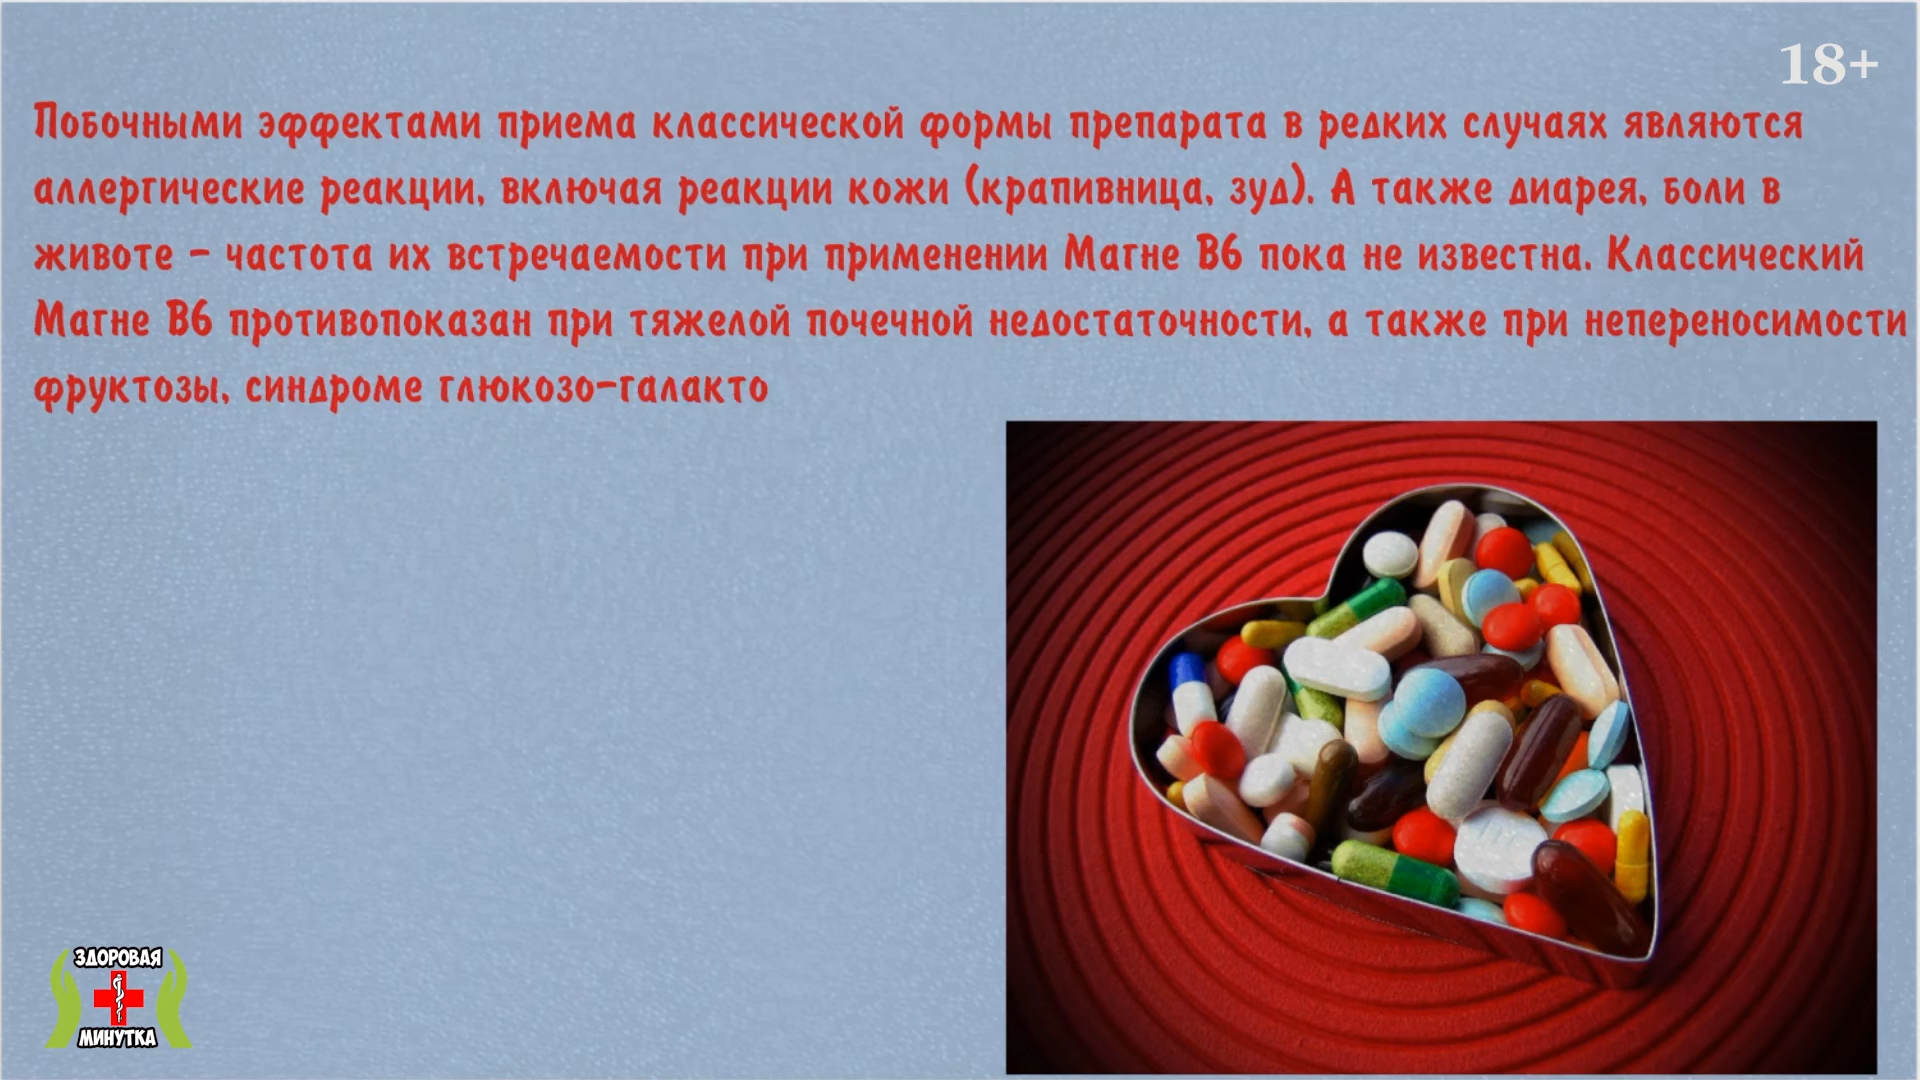 18+
Побочными эффектами приема классической формы препарата в редких случаях являются
аллергические реакции, включая реакции кожи (крапивница, зуд). А также диарея, боли в
животе - частота их встречаемости при применении Магне В6 пока не известна. Классический
Магне В6 противопоказан при тяжелой почечной недостаточности, а также при непереносимости
фруктозы, синдроме глюкозо-галакто
ЗДОРОВАЯ
МИНУТКА